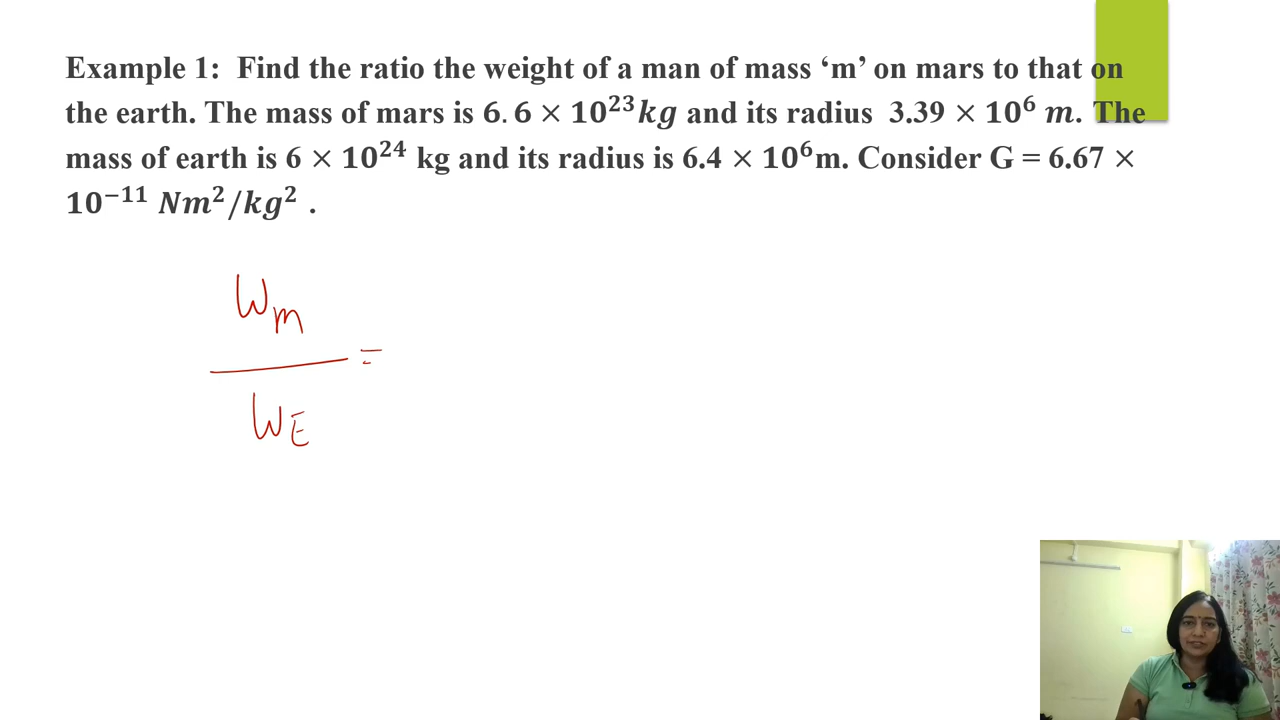 Example 1: Find the ratio the weight of a man of mass ‘m’ on mars to that on
the earth. The mass of mars is 6.6 × 10²³kg and its radius 3.39 × 10⁶ m. The
mass of earth is 6 × 10²⁴ kg and its radius is 6.4 × 10⁶m. Consider G = 6.67 ×
10⁻¹¹ Nm²/kg² .
Wm
=
WE